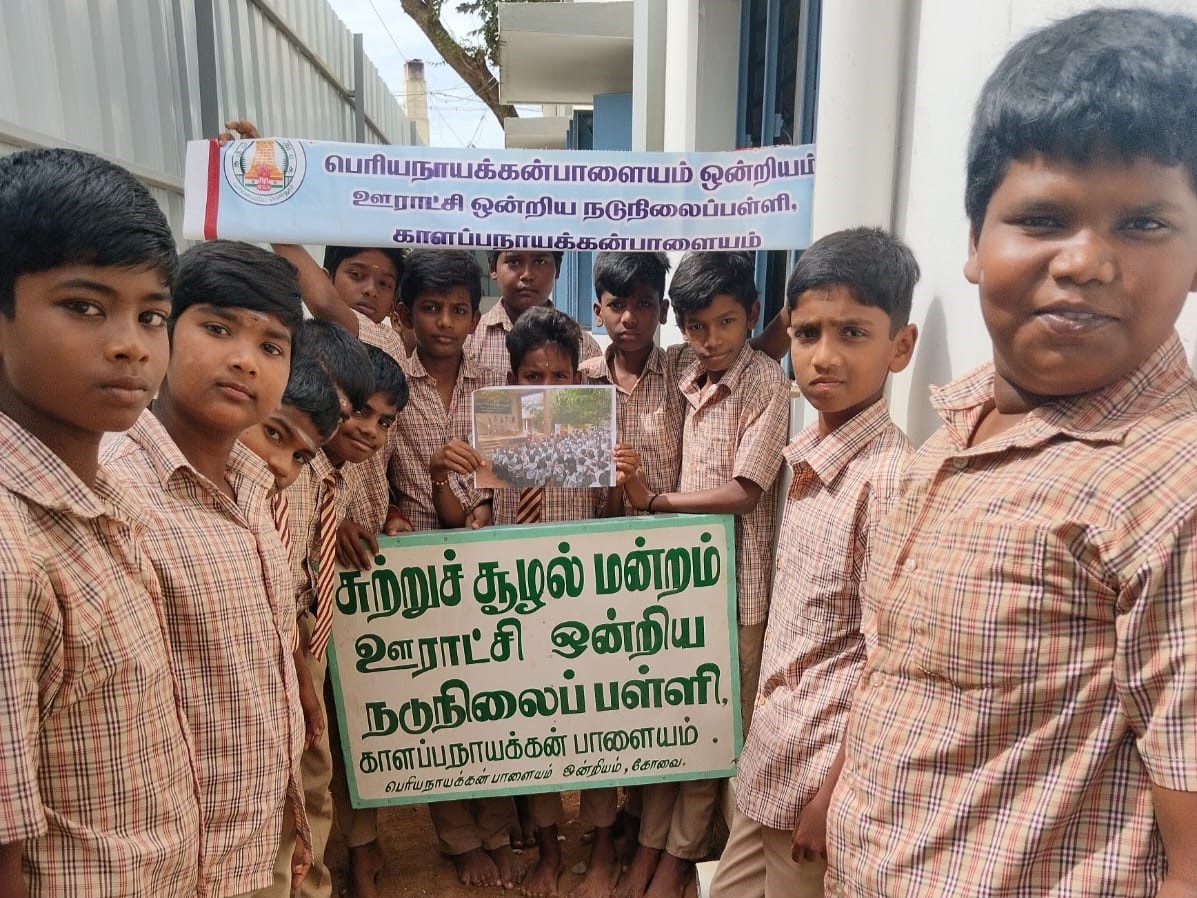 பெரியநாயக்கன்பாளையம் ஒன்றியம்
ஊராட்சி ஒன்றிய நடுநிலைப்பள்ளி,
காளப்பநாயக்கன்பாளையம்
சுற்றுச் சூழல் மன்றம்
ஊராட்சி ஒன்றிய
நடுநிலைப் பள்ளி,
காளப்பநாயக்கன் பாளையம் .
பெரியநாயக்கன் பாளையம் ஒன்றியம், கோவை.